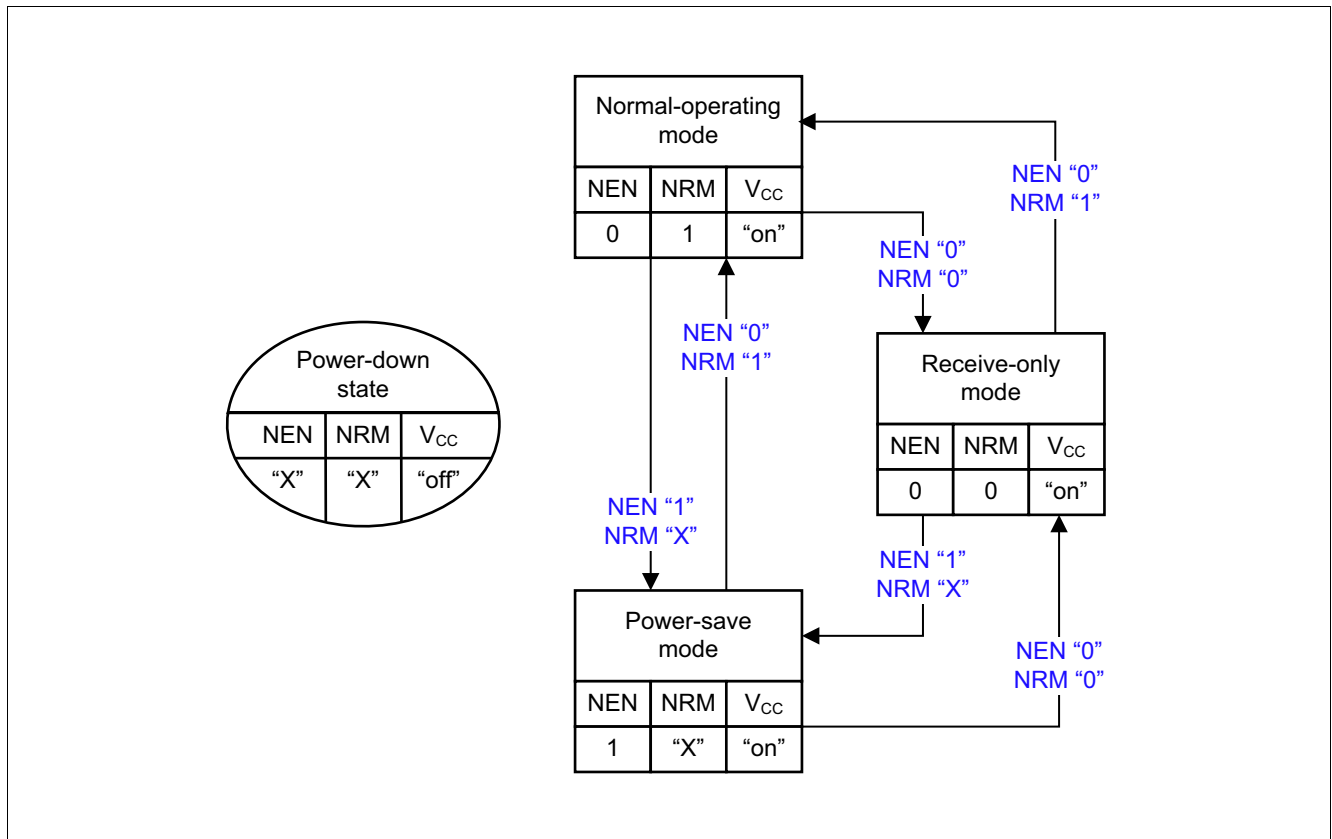 Normal-operating
mode
NEN NRM VCC
0 1 “on”
NEN “0”
NRM “1”
NEN “0”
NRM “0”
NEN “0”
NRM “1”
Power-down
state
NEN NRM VCC
“X” “X” “off”
Receive-only
mode
NEN NRM VCC
0 0 “on”
NEN “1”
NRM “X”
NEN “1”
NRM “X”
Power-save
mode
NEN NRM VCC
1 “X” “on”
NEN “0”
NRM “0”